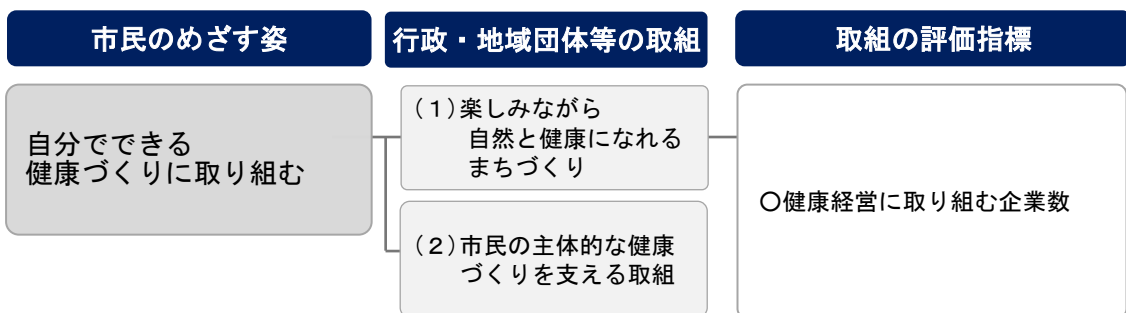 市民のめざす姿
行政・地域団体等の取組
取組の評価指標
自分でできる
健康づくりに取り組む
(1)楽しみながら
自然と健康になれる
まちづくり
(2)市民の主体的な健康
づくりを支える取組
〇健康経営に取り組む企業数